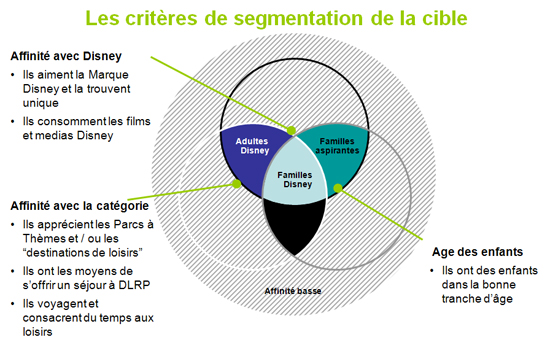 Les critères de segmentation de la cible
Affinité avec Disney
• Ils aiment la Marque
Disney et la trouvent
unique
• Ils consomment les films
et medias Disney
Adultes
Disney
Familles
aspirantes
Familles
Disney
Affinité avec la catégorie
• Ils apprécient les Parcs à
Thèmes et / ou les
“destinations de loisirs”
• Ils ont les moyens de
s’offrir un séjour à DLRP
• Ils voyagent et
consacrent du temps aux
loisirs
Age des enfants
• Ils ont des enfants
dans la bonne
tranche d’âge
Affinité basse